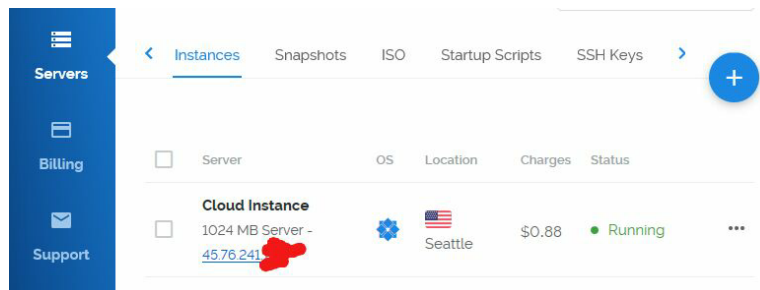 Servers
Billing
Support
Instances Snapshots ISO Startup Scripts SSH Keys
Server OS Location Charges Status
Cloud Instance
1024 MB Server -
45.76.241
Seattle
$0.88
Running